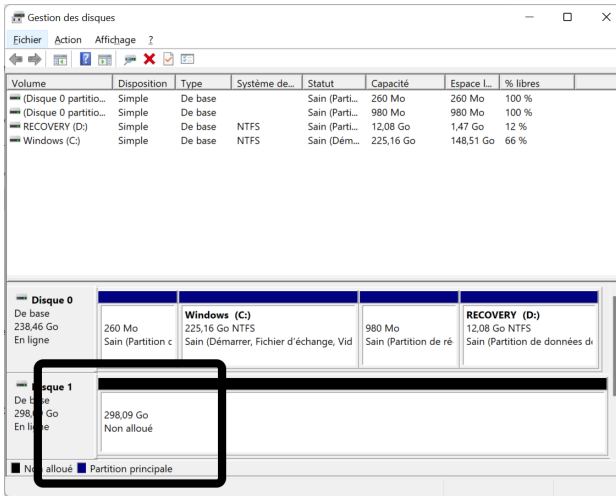 Gestion des disques
Fichier Action Affichage ?
Volume Disposition Type Système de... Statut Capacité Espace l... % libres
(Disque 0 partitio... Simple De base Sain (Parti... 260 Mo 260 Mo 100 %
(Disque 0 partitio... Simple De base Sain (Parti... 980 Mo 980 Mo 100 %
RECOVERY (D:) Simple De base NTFS Sain (Parti... 12,08 Go 1,47 Go 12 %
Windows (C:) Simple De base NTFS Sain (Dém... 225,16 Go 148,51 Go 66 %
Disque 0
De base
238,46 Go
En ligne
260 Mo
Sain (Partition c
Windows (C:)
225,16 Go NTFS
Sain (Démarrer, Fichier d'échange, Vid
980 Mo
Sain (Partition de ré
RECOVERY (D:)
12,08 Go NTFS
Sain (Partition de données de
sque 1
De base
Go
En ligne
298,09 Go
Non alloué
Non alloué Partition principale